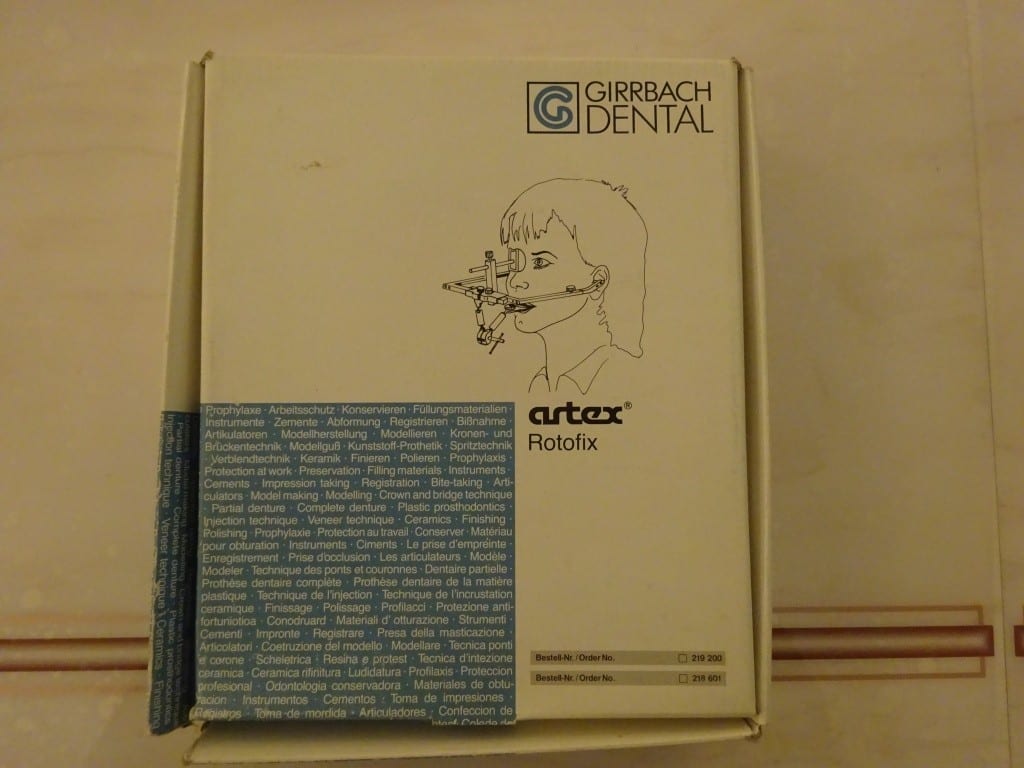 GIRRBACH
DENTAL
artex®
Rotofix
Prophylaxe · Arbeitsschutz · Konservieren · Füllungsmaterialien ·
Instrumente · Zemente · Abformung · Registrieren · Bißnahme ·
Artikulatoren · Modellherstellung · Modellieren · Kronen- und
Brückentechnik · Modellguß · Kunststoff-Prothetik · Spritztechnik
· Verblendtechnik · Keramik · Finieren · Polieren · Prophylaxis ·
Protection at work · Preservation · Filling materials · Instruments ·
Cements · Impression taking · Registration · Bite-taking · Arti-
culators · Model making · Modelling · Crown and bridge technique
· Partial denture · Complete denture · Plastic prosthodontics ·
Injection technique · Veneer technique · Ceramics · Finishing ·
Polishing · Prophylaxie · Protection au travail · Conserver · Matériau
pour obturation · Instruments · Ciments · Le prise d'empreinte ·
Enregistrement · Prise d'occlusion · Les articulateurs · Modèle ·
Modeler · Technique des ponts et couronnes · Dentaire partielle ·
Prothèse dentaire complète · Prothèse dentaire de la matière
plastique · Technique de l'injection · Technique de l'incrustation
ceramique · Finissage · Polissage · Profilacci · Protezione anti-
fortuniotioa · Conodruard · Materiali d' otturazione · Strumenti ·
Cementi · Impronte · Registrare · Presa della masticazione ·
Articolatori · Coetruzione del modello · Modellare · Tecnica ponti
e corone · Scheietrica · Resina e protest · Tecnica d'intezione
ceramica · Ceramica rifinitura · Ludidatura · Profilaxis · Proteccion
profesional · Odontologia conservadora · Materiales de obtu-
racion · Instrumentos · Cementos · Toma de impresiones ·
Registros · Toma de mordida · Articuladores · Confeccion de
Bestell-Nr. / Order No. 219 200
Bestell-Nr. / Order No. 218 601